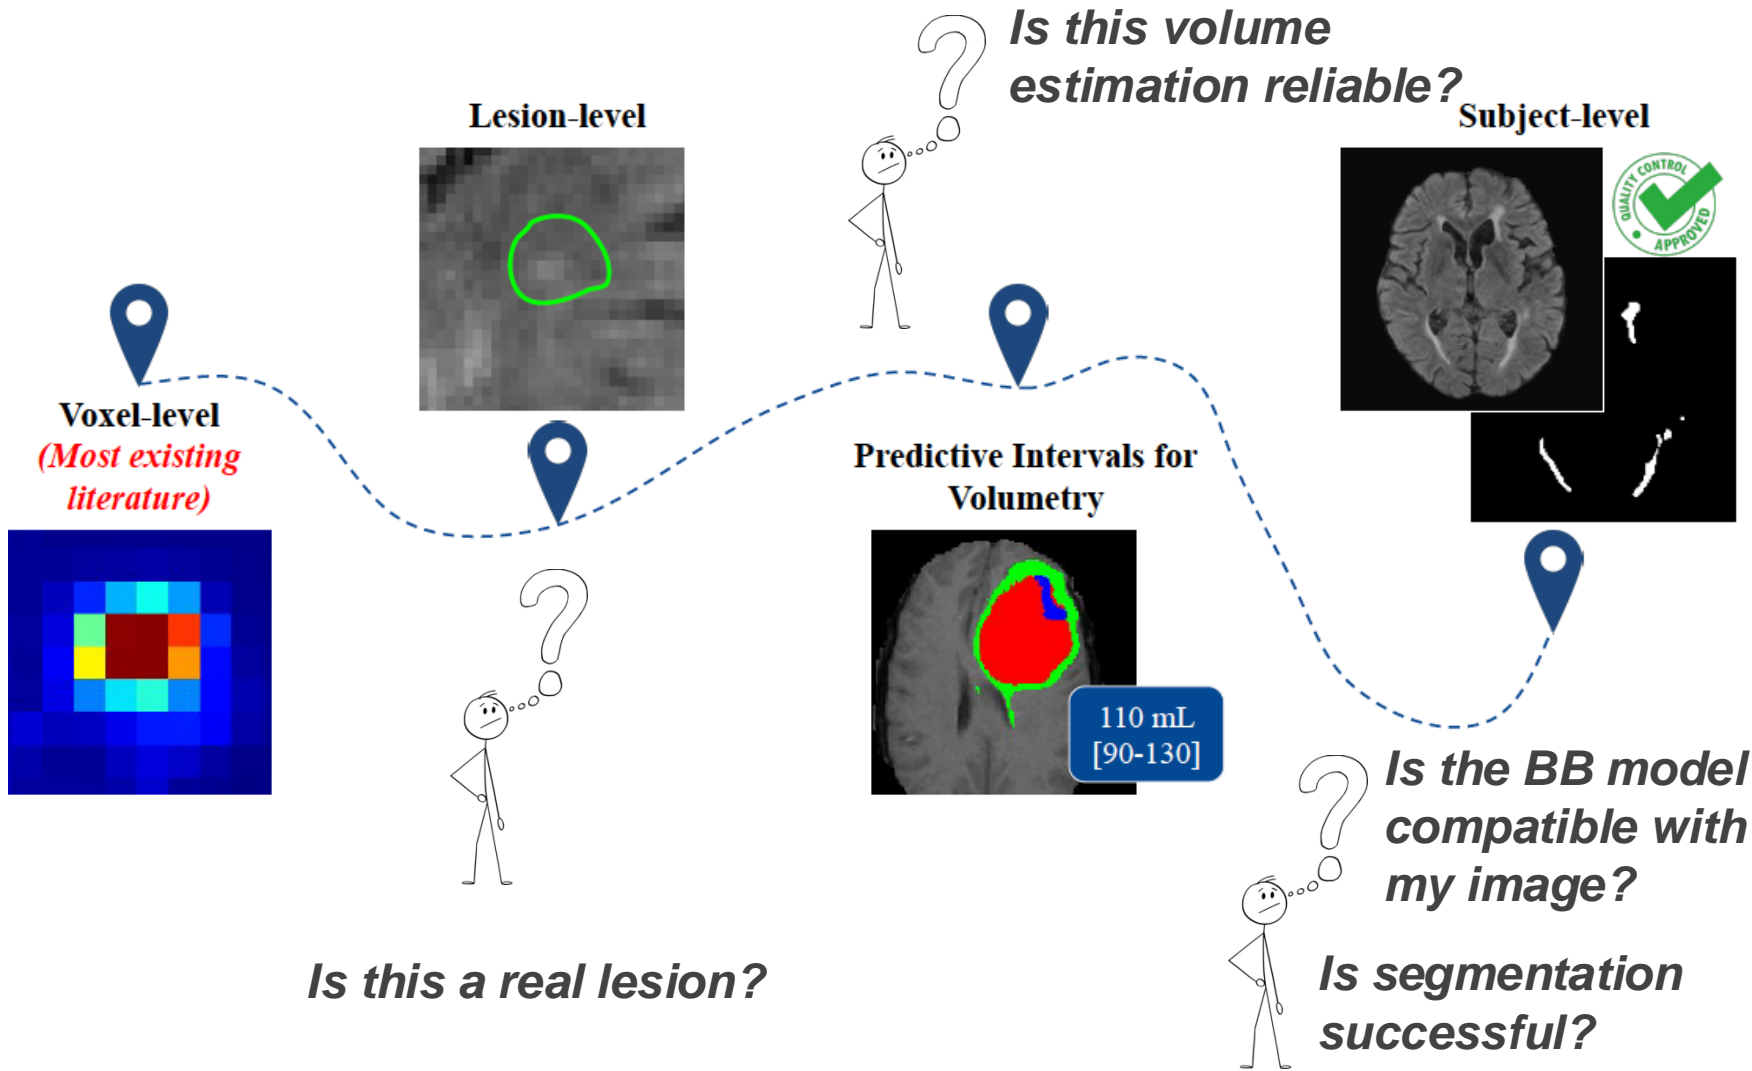 Is this volume
estimation reliable?
Lesion-level
Subject-level
QUALITY CONTROL
APPROVED
Voxel-level
(Most existing
literature)
Predictive Intervals for
Volumetry
110 mL
[90-130]
Is the BB model
compatible with
my image?
Is this a real lesion?
Is segmentation
successful?